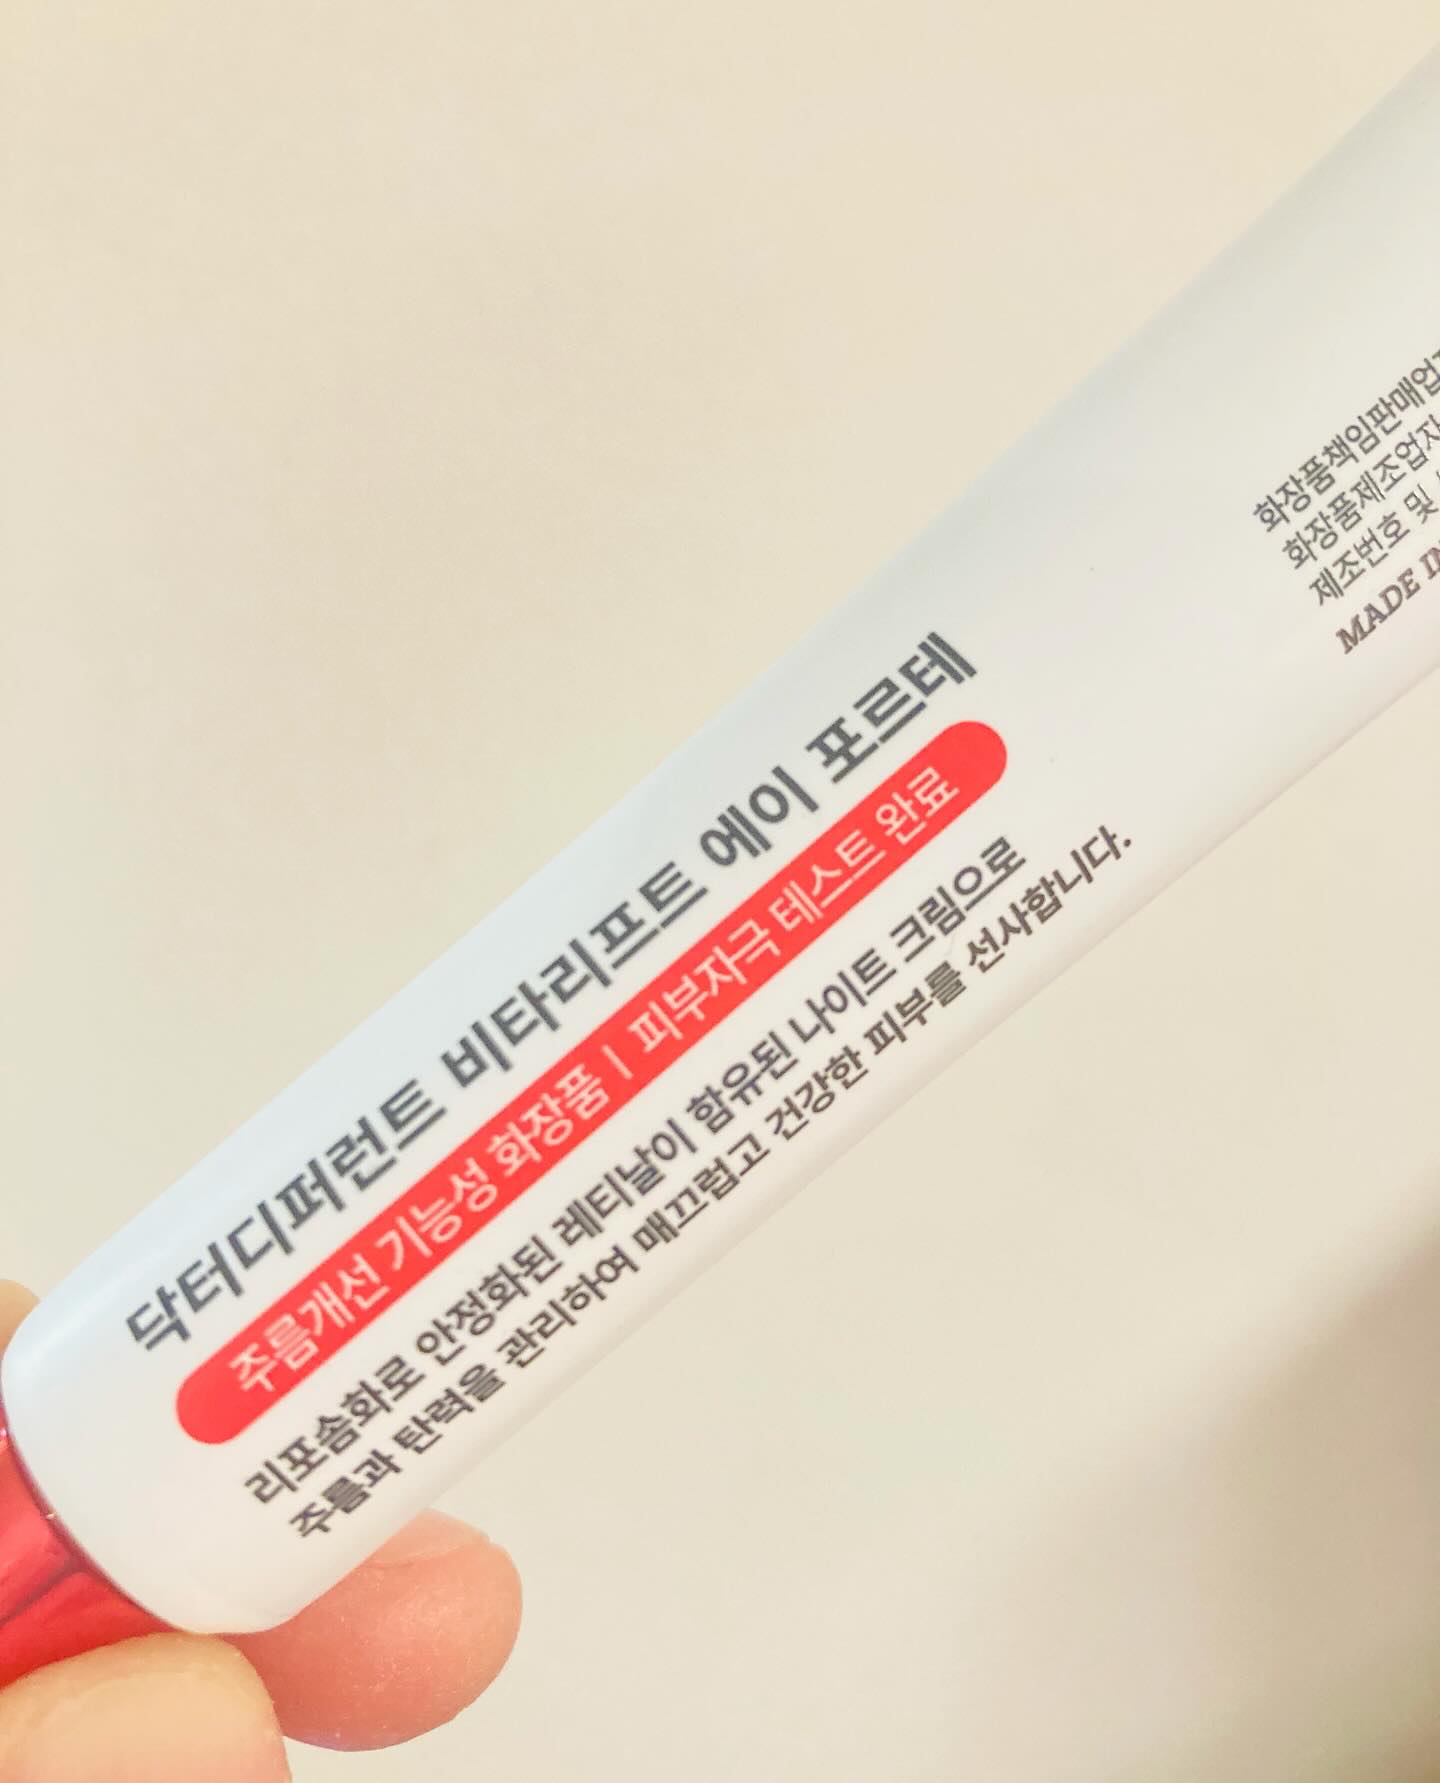 닥터디퍼런트 비타리프트 에이 포르테
주름개선 기능성 화장품 | 피부자극 테스트 완료
리포솜화로 안정화된 레티날이 함유된 나이트 크림으로
주름과 탄력을 관리하여 매끄럽고 건강한 피부를 선사합니다.
화장품책임판매업
화장품제조업자
제조번호 및
MADE IN